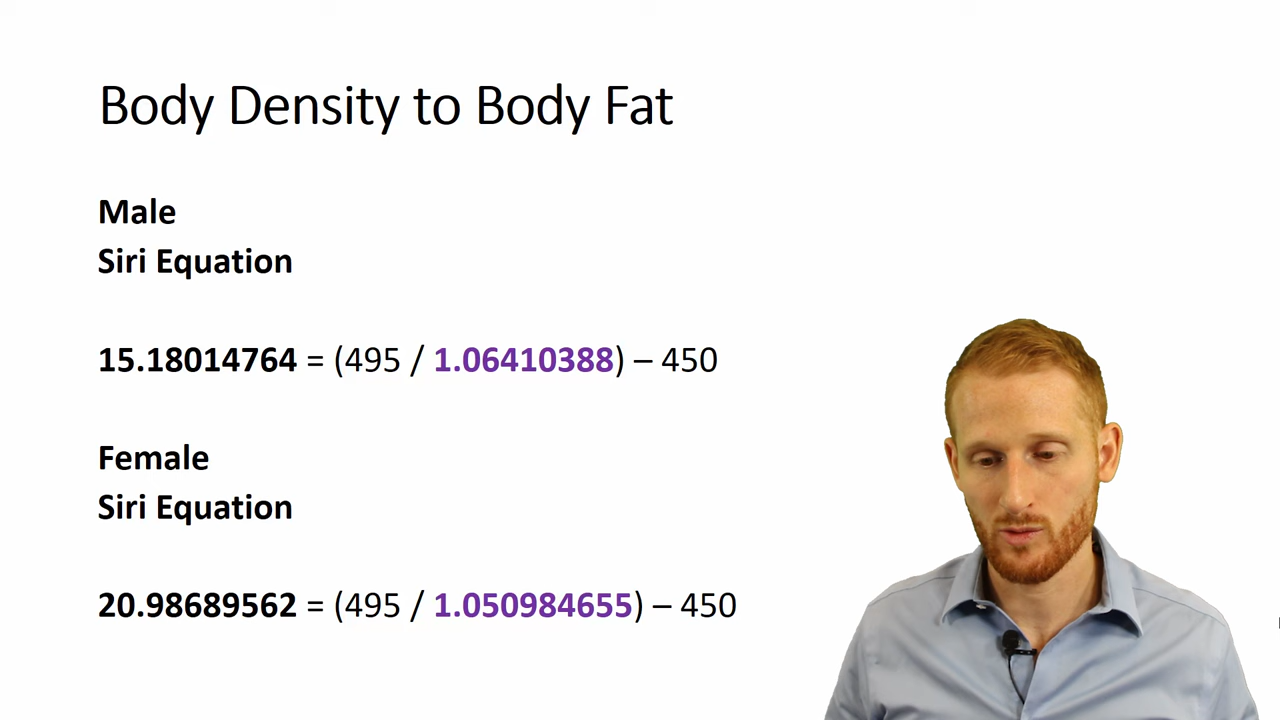 Body Density to Body Fat
Male
Siri Equation
15.18014764 = (495 / 1.06410388) – 450
Female
Siri Equation
20.98689562 = (495 / 1.050984655) – 450